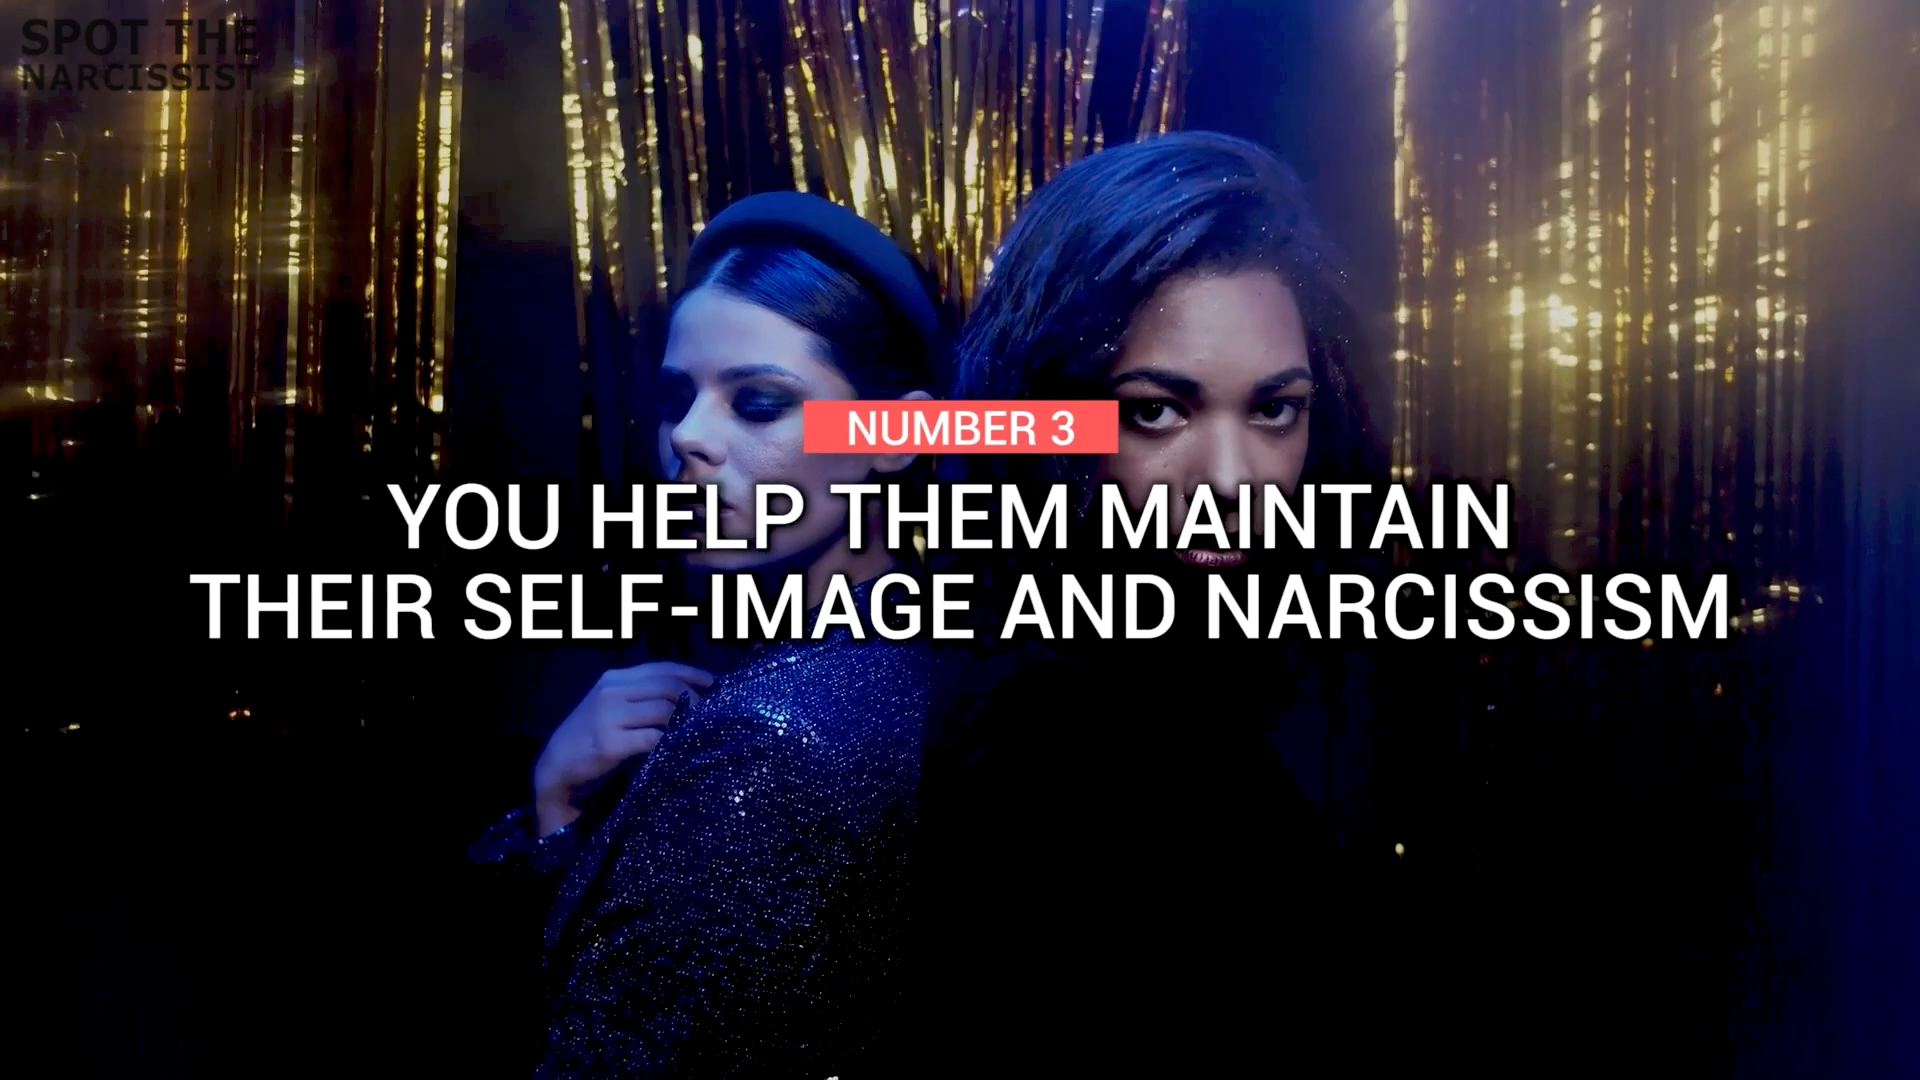 SPOT THE
NARCISSIST
NUMBER 3
YOU HELP THEM MAINTAIN
THEIR SELF-IMAGE AND NARCISSISM